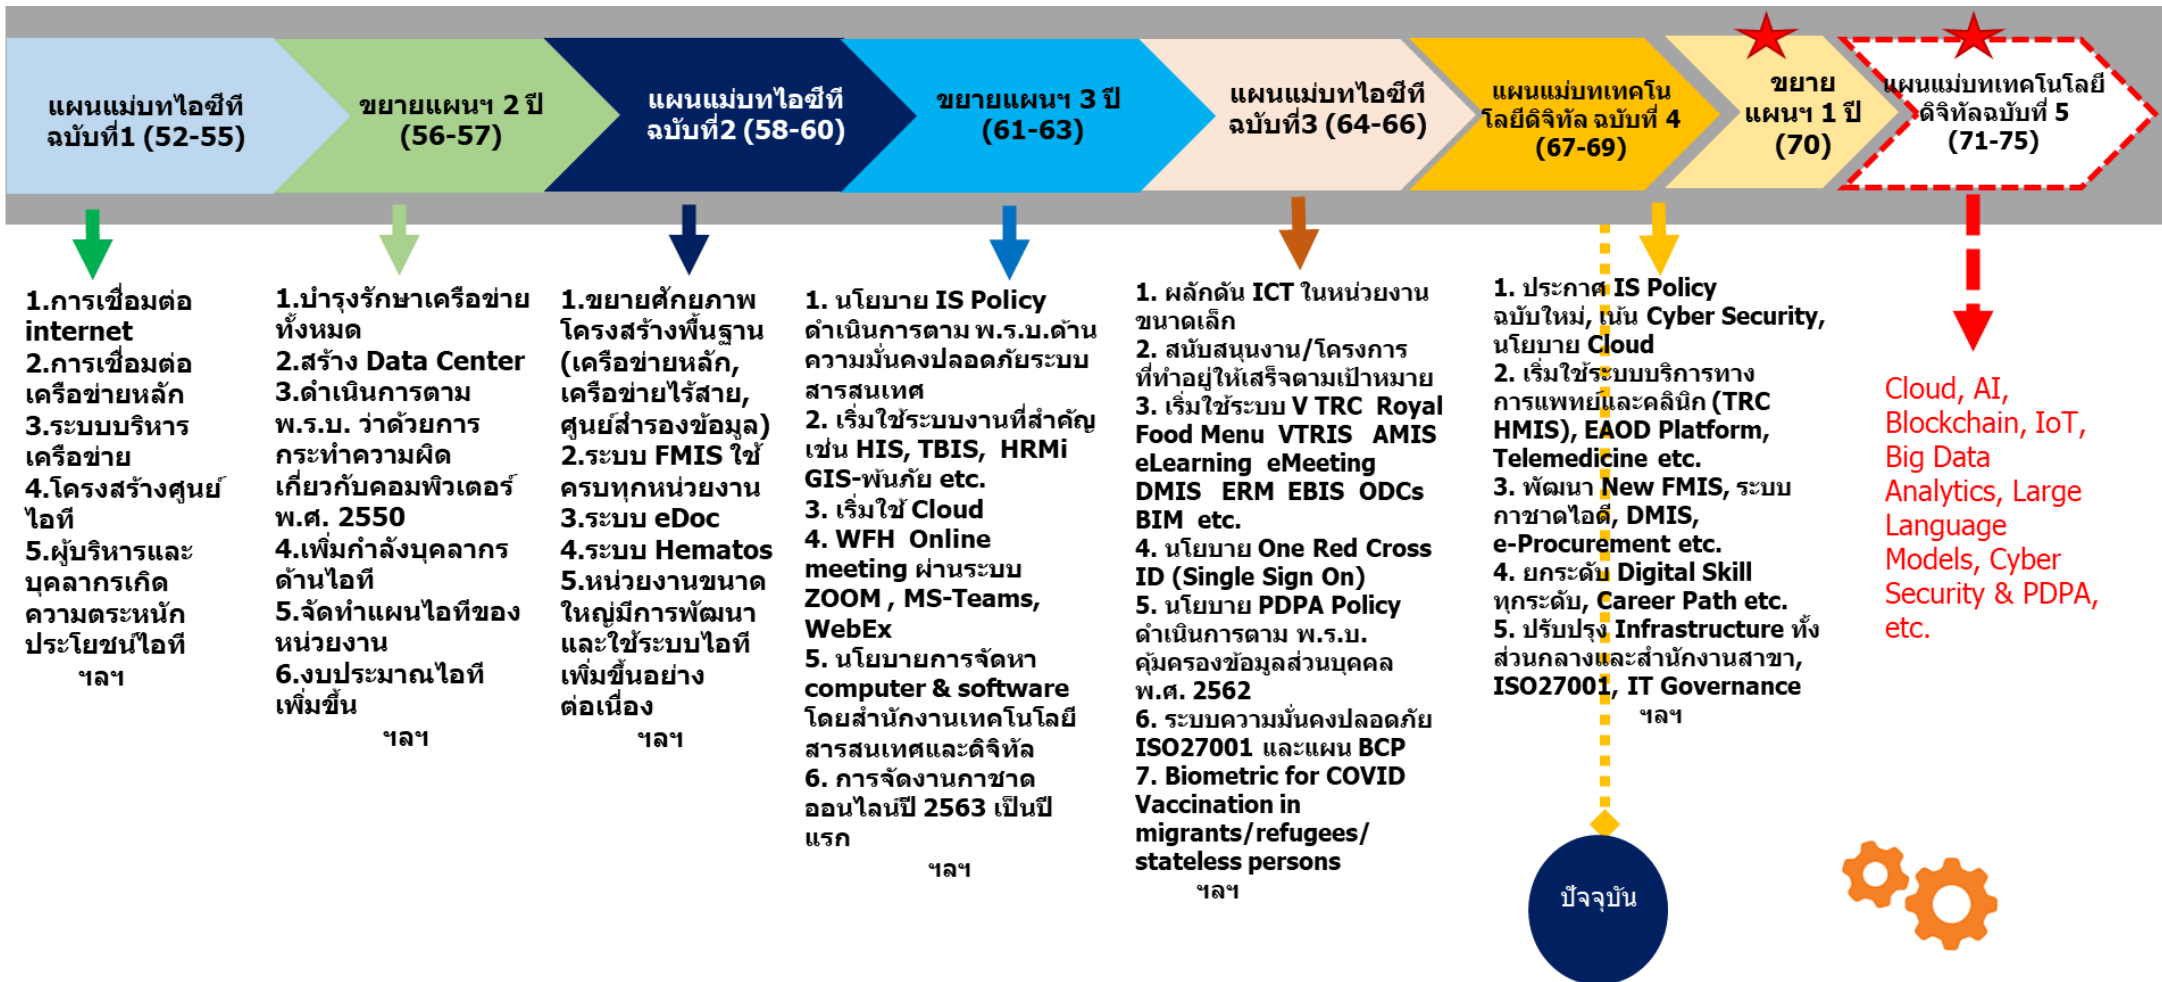 แผนแม่บทไอซีที
ฉบับที่1 (52-55)
ขยายแผนฯ 2 ปี
(56-57)
แผนแม่บทไอซีที
ฉบับที่2 (58-60)
ขยายแผนฯ 3 ปี
(61-63)
แผนแม่บทไอซีที
ฉบับที่3 (64-66)
แผนแม่บทเทคโน
โลยีดิจิทัล ฉบับที่ 4
(67-69)
ขยาย
แผนฯ 1 ปี
(70)
แผนแม่บทเทคโนโลยี
ดิจิทัลฉบับที่ 5
(71-75)
1.การเชื่อมต่อ
internet
2.การเชื่อมต่อ
เครือข่ายหลัก
3.ระบบบริหาร
เครือข่าย
4.โครงสร้างศูนย์
ไอที
5.ผู้บริหารและ
บุคลากรเกิด
ความตระหนัก
ประโยชน์ไอที
ฯลฯ
1.บำรุงรักษาเครือข่าย
ทั้งหมด
2.สร้าง Data Center
3.ดำเนินการตาม
พ.ร.บ. ว่าด้วยการ
กระทำความผิด
เกี่ยวกับคอมพิวเตอร์
พ.ศ. 2550
4.เพิ่มกำลังบุคลากร
ด้านไอที
5.จัดทำแผนไอทีของ
หน่วยงาน
6.งบประมาณไอที
เพิ่มขึ้น
ฯลฯ
1.ขยายศักยภาพ
โครงสร้างพื้นฐาน
(เครือข่ายหลัก,
เครือข่ายไร้สาย,
ศูนย์สำรองข้อมูล)
2.ระบบ FMIS ใช้
ครบทุกหน่วยงาน
3.ระบบ eDoc
4.ระบบ Hematos
5.หน่วยงานขนาด
ใหญ่มีการพัฒนา
และใช้ระบบไอที
เพิ่มขึ้นอย่าง
ต่อเนื่อง
ฯลฯ
1. นโยบาย IS Policy
ดำเนินการตาม พ.ร.บ.ด้าน
ความมั่นคงปลอดภัยระบบ
สารสนเทศ
2. เริ่มใช้ระบบงานที่สำคัญ
เช่น HIS, TBIS, HRMi
GIS-พ้นภัย etc.
3. เริ่มใช้ Cloud
4. WFH Online
meeting ผ่านระบบ
ZOOM , MS-Teams,
WebEx
5. นโยบายการจัดหา
computer & software
โดยสำนักงานเทคโนโลยี
สารสนเทศและดิจิทัล
6. การจัดงานกาชาด
ออนไลน์ปี 2563 เป็นปี
แรก
ฯลฯ
1. ผลักดัน ICT ในหน่วยงาน
ขนาดเล็ก
2. สนับสนุนงาน/โครงการ
ที่ทำอยู่ให้เสร็จตามเป้าหมาย
3. เริ่มใช้ระบบ V TRC Royal
Food Menu VTRIS AMIS
eLearning eMeeting
DMIS ERM EBIS ODCs
BIM etc.
4. นโยบาย One Red Cross
ID (Single Sign On)
5. นโยบาย PDPA Policy
ดำเนินการตาม พ.ร.บ.
คุ้มครองข้อมูลส่วนบุคคล
พ.ศ. 2562
6. ระบบความมั่นคงปลอดภัย
ISO27001 และแผน BCP
7. Biometric for COVID
Vaccination in
migrants/refugees/
stateless persons
ฯลฯ
1. ประกาศ IS Policy
ฉบับใหม่, เน้น Cyber Security,
นโยบาย Cloud
2. เริ่มใช้ระบบบริการทาง
การแพทย์และคลินิก (TRC
HMIS), EAOD Platform,
Telemedicine etc.
3. พัฒนา New FMIS, ระบบ
กาชาดไอดี, DMIS,
e-Procurement etc.
4. ยกระดับ Digital Skill
ทุกระดับ, Career Path etc.
5. ปรับปรุง Infrastructure ทั้ง
ส่วนกลางและสำนักงานสาขา,
ISO27001, IT Governance
ฯลฯ
ปัจจุบัน
Cloud, AI,
Blockchain, IoT,
Big Data
Analytics, Large
Language
Models, Cyber
Security & PDPA,
etc.